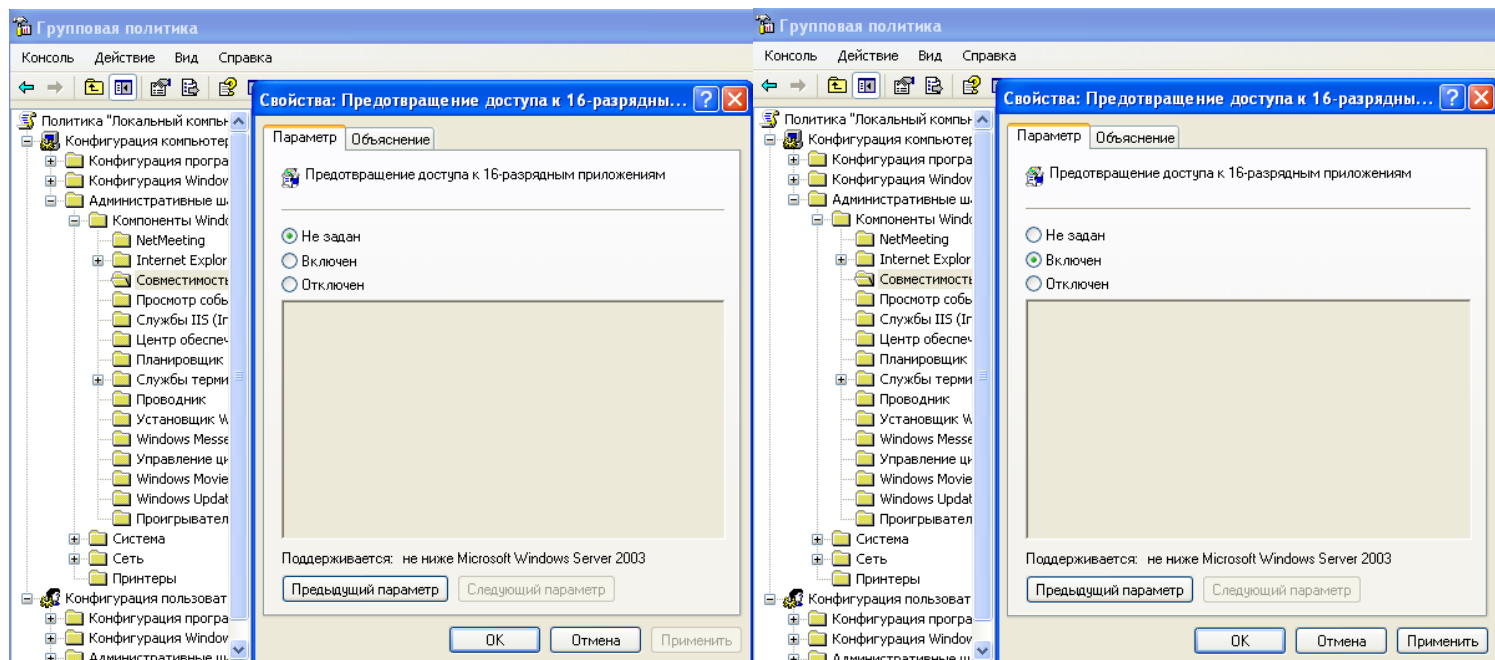 Групповая политика
Консоль Действие Вид Справка
Политика "Локальный компьн
Конфигурация компьютер
Конфигурация програ
Конфигурация Window
Административные ш
Компоненты Windo
NetMeeting
Internet Explor
Совместимость
Просмотр собь
Службы IIS (Ir
Центр обеспеч
Планировщик
Службы терми
Проводник
Установщик W
Windows Messe
Управление ци
Windows Movie
Windows Updat
Проигрывател
Система
Сеть
Принтеры
Конфигурация пользоват
Конфигурация програ
Конфигурация Window
Административные ш
Свойства: Предотвращение доступа к 16-разрядны...
Параметр Объяснение
Предотвращение доступа к 16-разрядным приложениям
Не задан
Включен
Отключен
Поддерживается: не ниже Microsoft Windows Server 2003
Предыдущий параметр Следующий параметр
OK Отмена Применить
Групповая политика
Консоль Действие Вид Справка
Политика "Локальный компьн
Конфигурация компьютер
Конфигурация програ
Конфигурация Window
Административные ш
Компоненты Windo
NetMeeting
Internet Explor
Совместимость
Просмотр собь
Службы IIS (Ir
Центр обеспеч
Планировщик
Службы терми
Проводник
Установщик W
Windows Messe
Управление ци
Windows Movie
Windows Updat
Проигрывател
Система
Сеть
Принтеры
Конфигурация пользоват
Конфигурация програ
Конфигурация Window
Административные ш
Свойства: Предотвращение доступа к 16-разрядны...
Параметр Объяснение
Предотвращение доступа к 16-разрядным приложениям
Не задан
Включен
Отключен
Поддерживается: не ниже Microsoft Windows Server 2003
Предыдущий параметр Следующий параметр
OK Отмена Применить